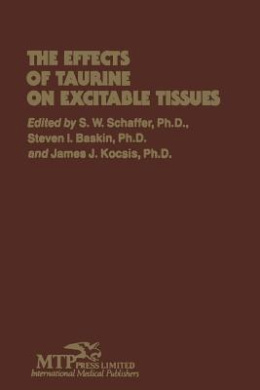 THE EFFECTS
OF TAURINE
ON EXCITABLE TISSUES
Edited by S. W. Schaffer, Ph.D.,
Steven I. Baskin, Ph.D.
and James J. Kocsis, Ph.D.
MTP PRESS LIMITED
International Medical Publishers